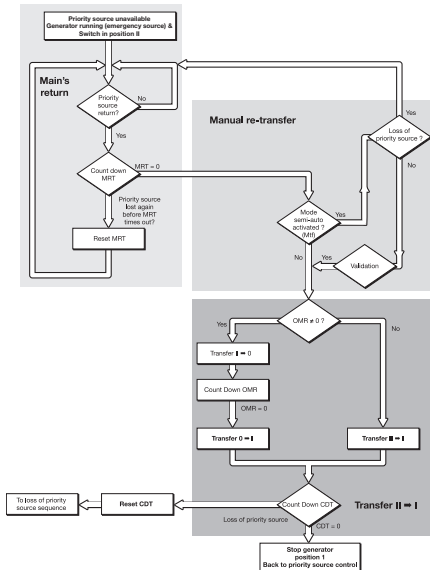 Priority source unavailable
Generator running (emergency source) &
Switch in position II
Main's
return
Priority
source
return?
No
Yes
Count down
MRT
MRT = 0
Priority source
lost again
before MRT
times out?
Reset MRT
Manual re-transfer
Yes
Loss of
priority source ?
No
Mode
semi-auto
activated ?
(Mtf)
Yes
No
Yes
Validation
OMR ≠ 0 ?
Yes
No
Transfer I ➡ 0
Count Down OMR
OMR = 0
Transfer 0 ➡ I
Transfer II ➡ I
Count Down CDT
Transfer II ➡ I
Loss of priority source
Reset CDT
To loss of priority
source sequence
CDT = 0
Stop generator
position 1
Back to priority source control